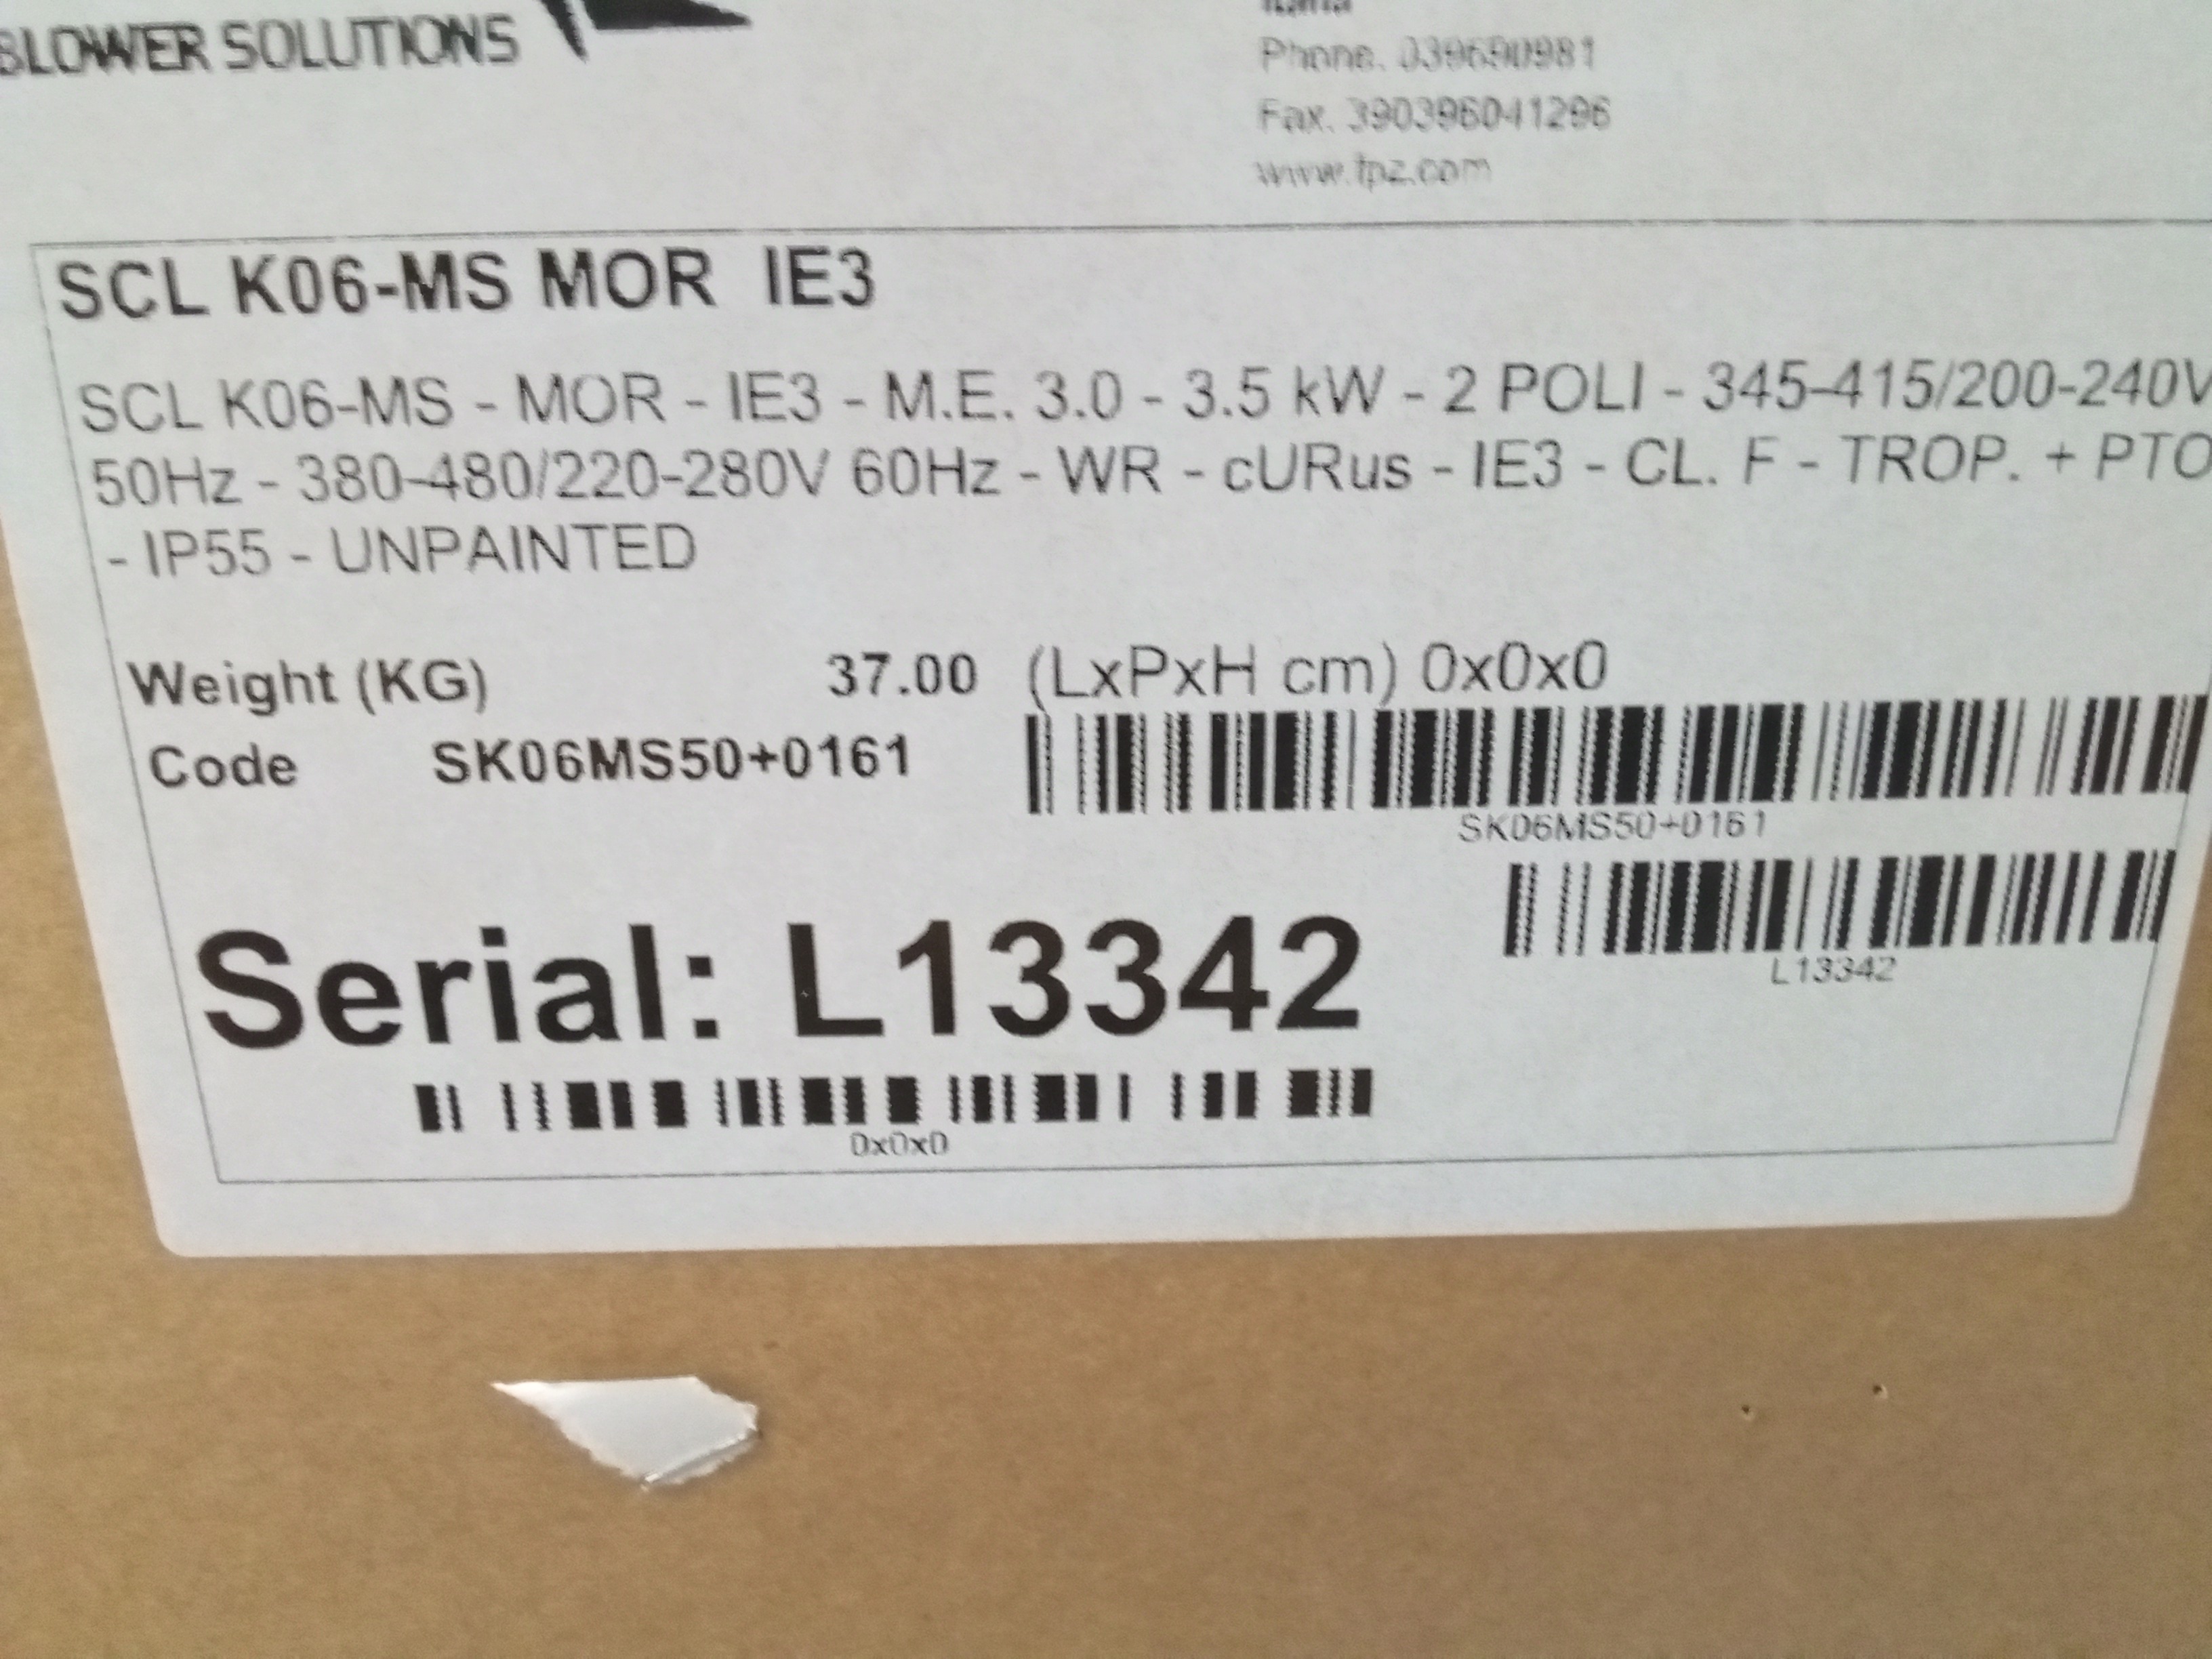 BLOWER SOLUTIONS
Phone. 039690981
Fax. 390396041296
www.fpz.com
SCL K06-MS MOR IE3
SCL K06-MS - MOR - IE3 - M.E. 3.0 - 3.5 kW - 2 POLI - 345-415/200-240V
50Hz - 380-480/220-280V 60Hz - WR - cURus - IE3 - CL. F - TROP. + PTO
- IP55 - UNPAINTED
Weight (KG) 37.00 (LxPxH cm) 0x0x0
Code SK06MS50+0161
SK06MS50+0161
Serial: L13342
L13342
0x0x0